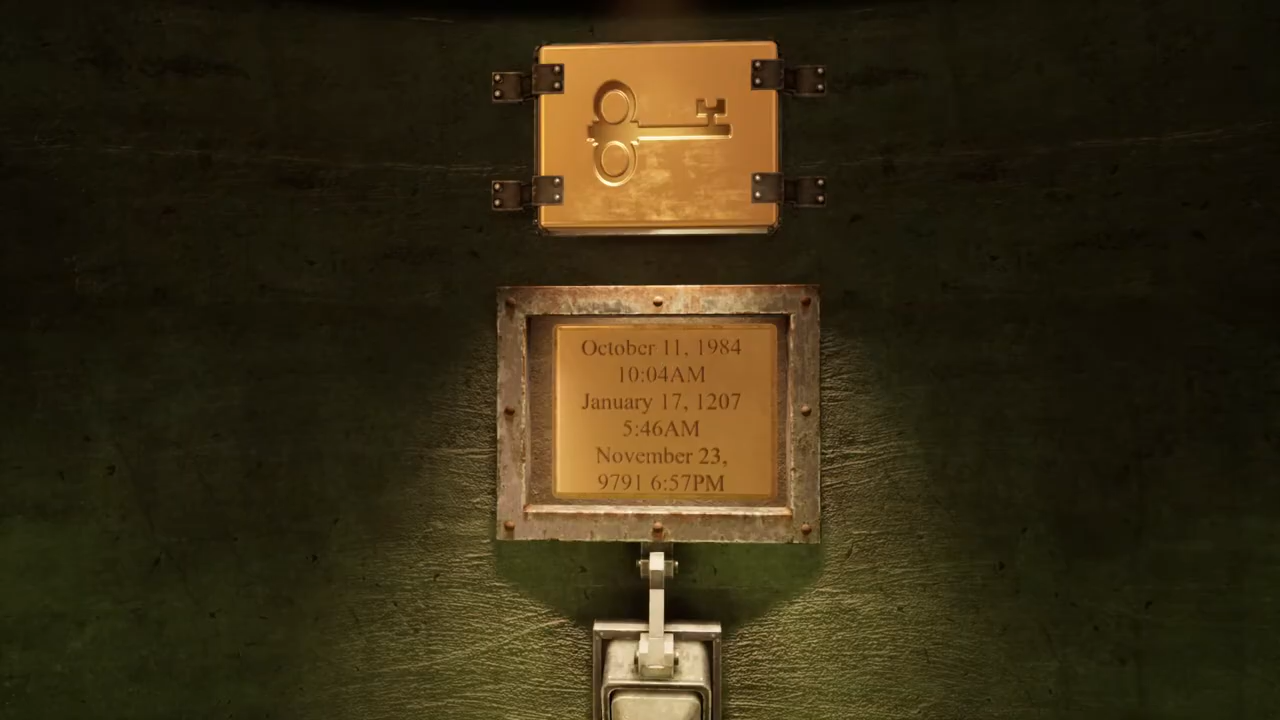 October 11, 1984
10:04AM
January 17, 1207
5:46AM
November 23,
9791 6:57PM